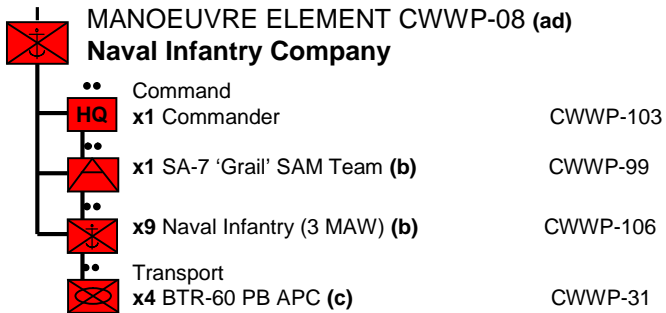 MANOEUVRE ELEMENT CWWP-08 (ad)
Naval Infantry Company
Command
HQ x1 Commander CWWP-103
x1 SA-7 ‘Grail’ SAM Team (b) CWWP-99
x9 Naval Infantry (3 MAW) (b) CWWP-106
Transport
x4 BTR-60 PB APC (c) CWWP-31